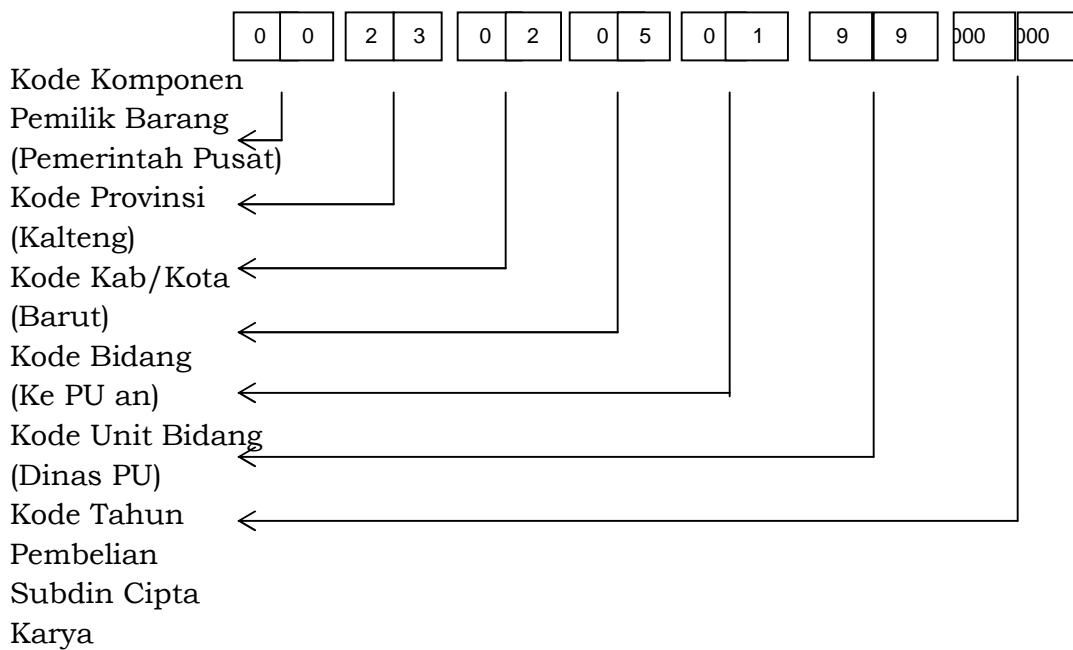 0 0 2 3 0 2 0 5 0 1 9 9 000 000
Kode Komponen
Pemilik Barang
(Pemerintah Pusat)
Kode Provinsi
(Kalteng)
Kode Kab/Kota
(Barut)
Kode Bidang
(Ke PU an)
Kode Unit Bidang
(Dinas PU)
Kode Tahun
Pembelian
Subdin Cipta
Karya